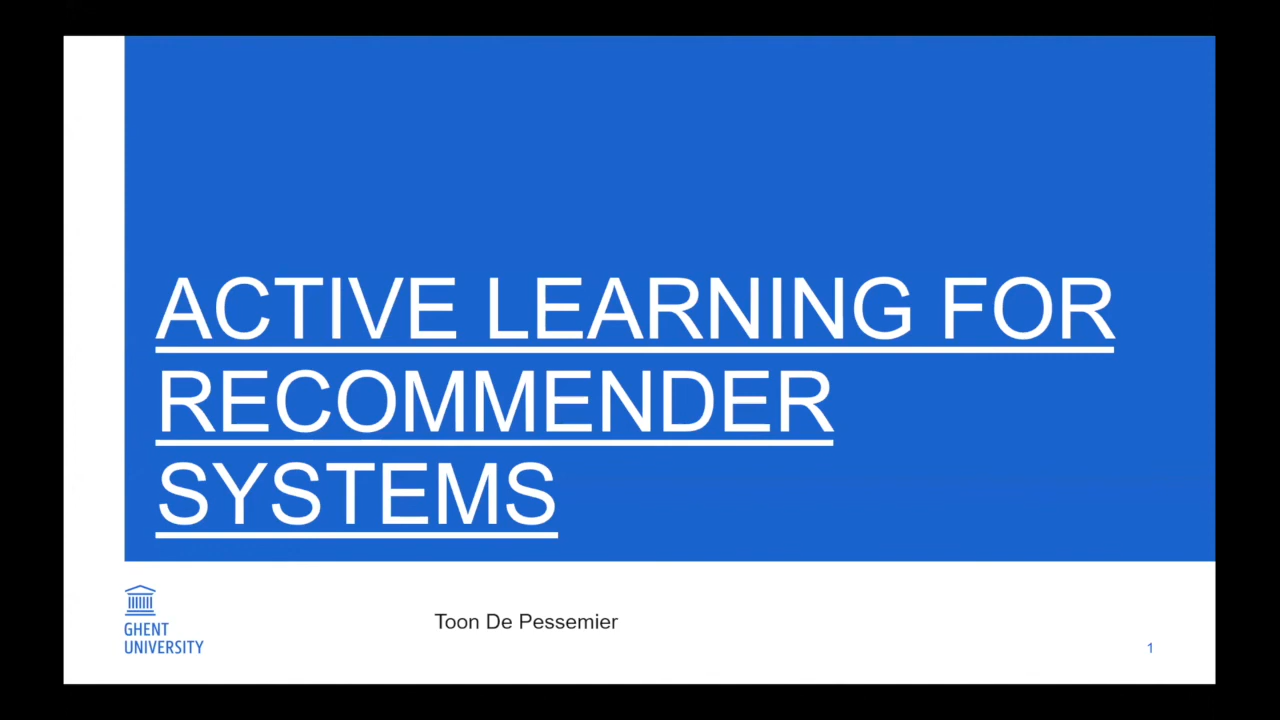 ACTIVE LEARNING FOR
RECOMMENDER
SYSTEMS
GHENT
UNIVERSITY
Toon De Pessemier
1